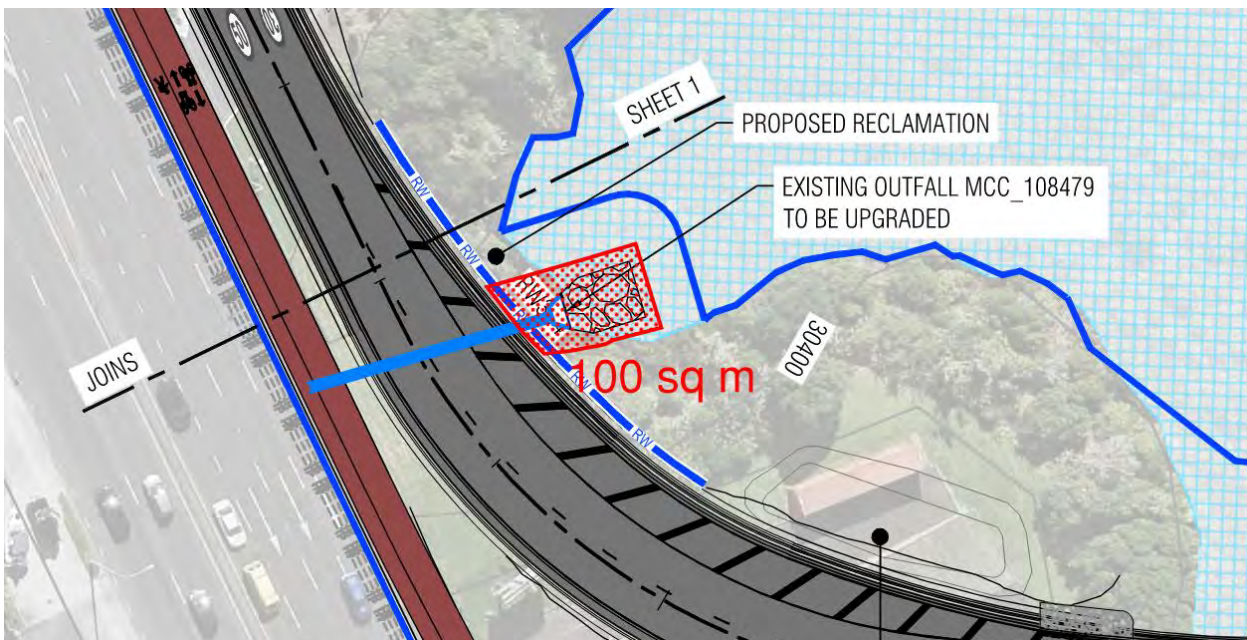 50
SHEET 1
PROPOSED RECLAMATION
EXISTING OUTFALL MCC_108479
TO BE UPGRADED
RW
RW
RW
RW
RW
JOINS
100 sq m
30400